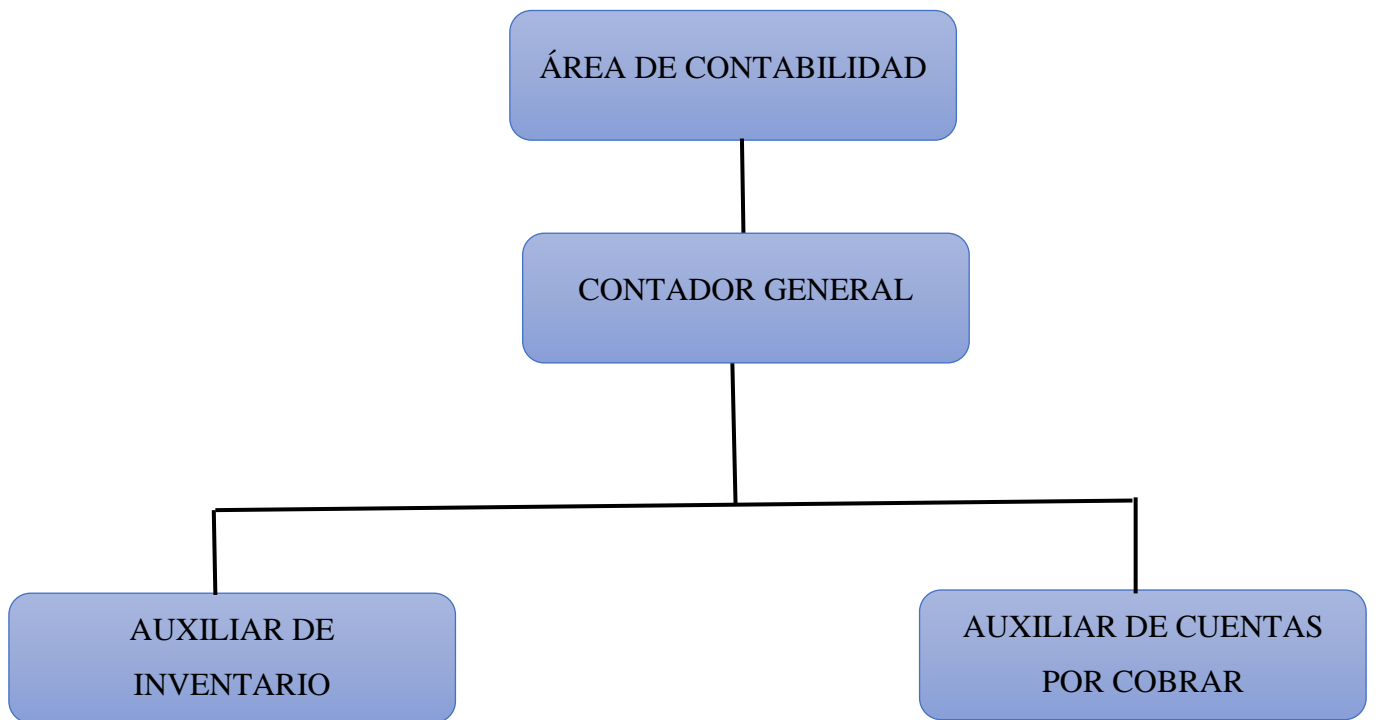 ÁREA DE CONTABILIDAD
CONTADOR GENERAL
AUXILIAR DE
INVENTARIO
AUXILIAR DE CUENTAS
POR COBRAR